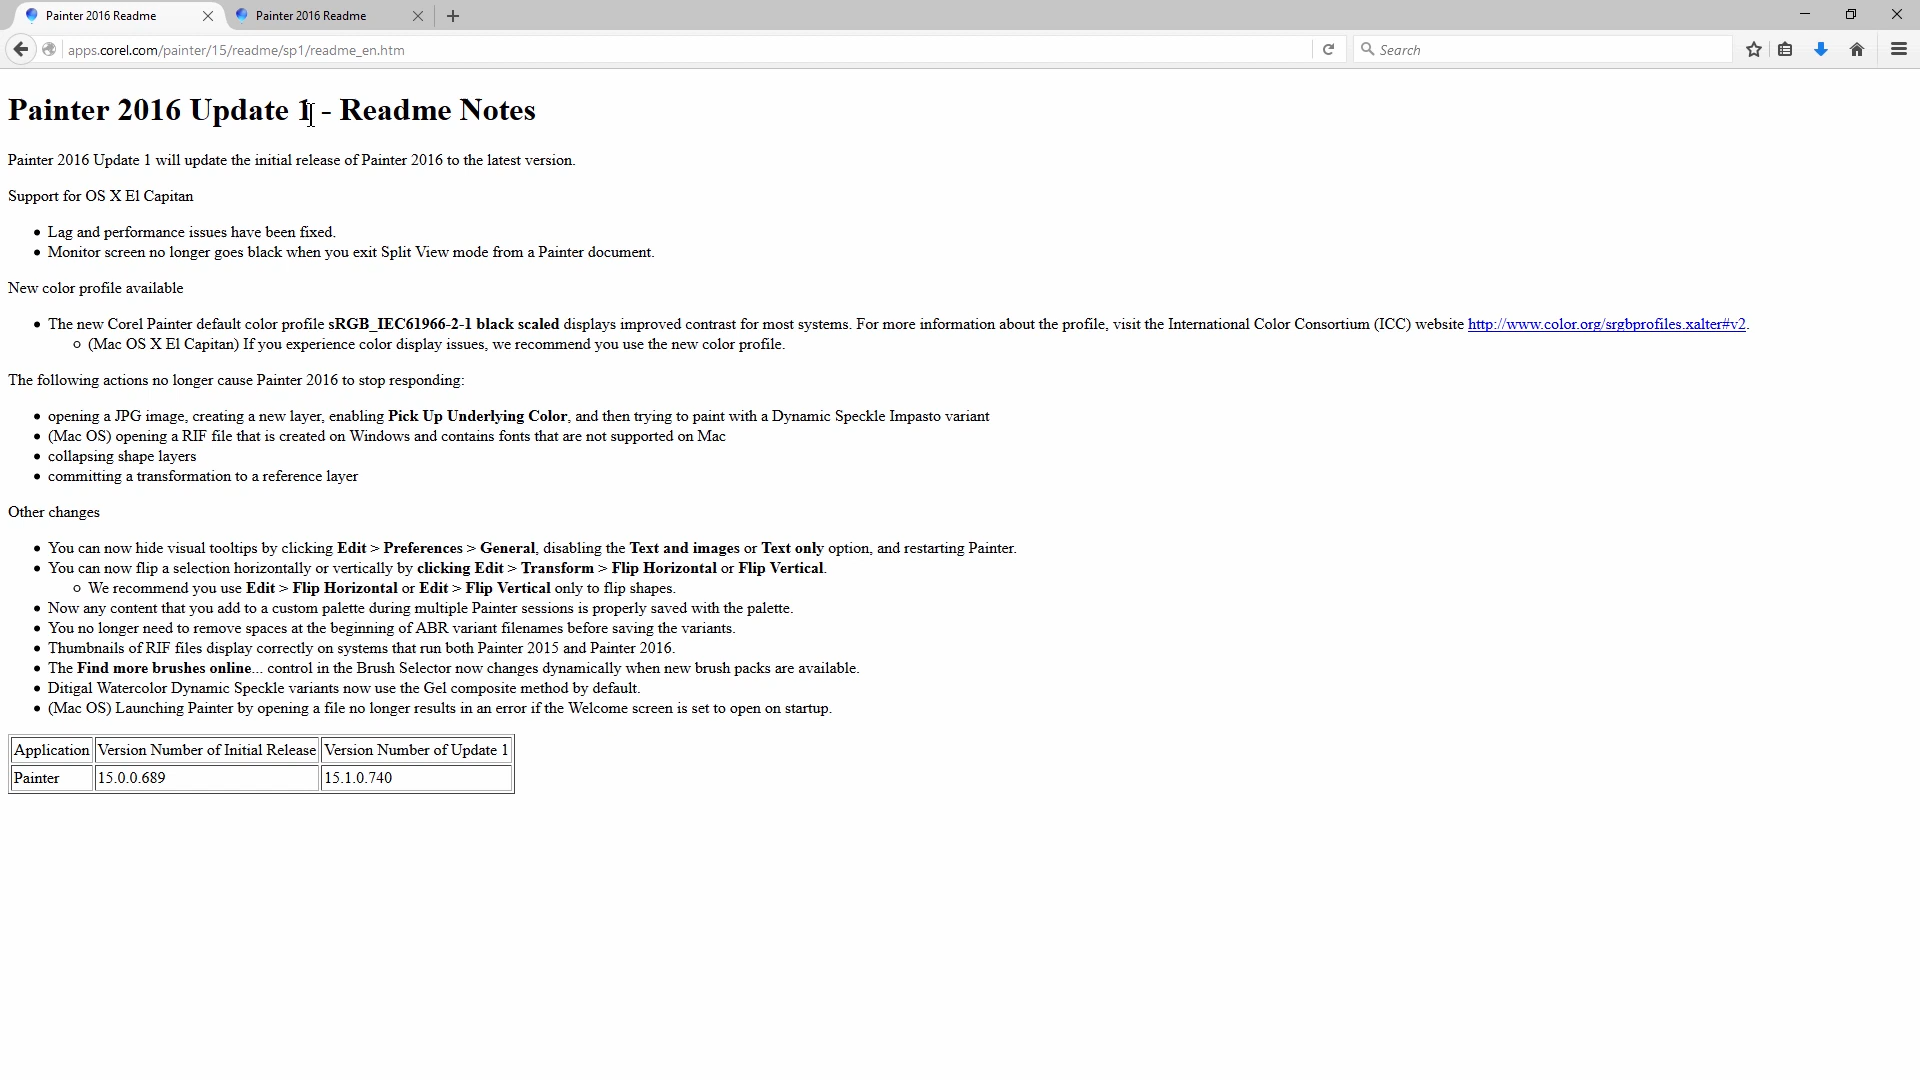 Painter 2016 Readme
Painter 2016 Readme
apps.corel.com/painter/15/readme/sp1/readme_en.htm
Search
Painter 2016 Update 1 - Readme Notes
Painter 2016 Update 1 will update the initial release of Painter 2016 to the latest version.
Support for OS X El Capitan
Lag and performance issues have been fixed.
Monitor screen no longer goes black when you exit Split View mode from a Painter document.
New color profile available
The new Corel Painter default color profile sRGB_IEC61966-2-1 black scaled displays improved contrast for most systems. For more information about the profile, visit the International Color Consortium (ICC) website http://www.color.org/srgbprofiles.xalter#v2.
(Mac OS X El Capitan) If you experience color display issues, we recommend you use the new color profile.
The following actions no longer cause Painter 2016 to stop responding:
opening a JPG image, creating a new layer, enabling Pick Up Underlying Color, and then trying to paint with a Dynamic Speckle Impasto variant
(Mac OS) opening a RIF file that is created on Windows and contains fonts that are not supported on Mac
collapsing shape layers
committing a transformation to a reference layer
Other changes
You can now hide visual tooltips by clicking Edit > Preferences > General, disabling the Text and images or Text only option, and restarting Painter.
You can now flip a selection horizontally or vertically by clicking Edit > Transform > Flip Horizontal or Flip Vertical.
We recommend you use Edit > Flip Horizontal or Edit > Flip Vertical only to flip shapes.
Now any content that you add to a custom palette during multiple Painter sessions is properly saved with the palette.
You no longer need to remove spaces at the beginning of ABR variant filenames before saving the variants.
Thumbnails of RIF files display correctly on systems that run both Painter 2015 and Painter 2016.
The Find more brushes online... control in the Brush Selector now changes dynamically when new brush packs are available.
Ditigal Watercolor Dynamic Speckle variants now use the Gel composite method by default.
(Mac OS) Launching Painter by opening a file no longer results in an error if the Welcome screen is set to open on startup.
Application Version Number of Initial Release Version Number of Update 1
Painter 15.0.0.689 15.1.0.740